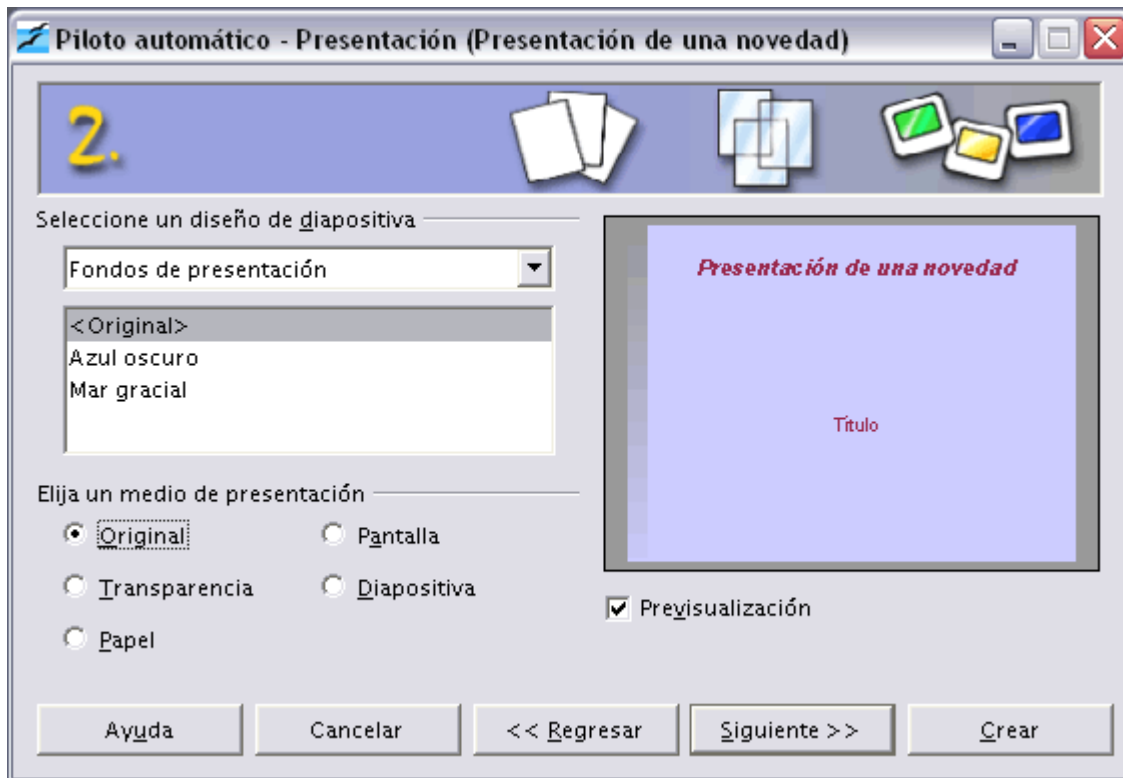 Piloto automático - Presentación (Presentación de una novedad)
2.
Seleccione un diseño de diapositiva
Fondos de presentación
<Original>
Azul oscuro
Mar gracial
Presentación de una novedad
Título
Elija un medio de presentación
Original
Pantalla
Transparencia
Diapositiva
Papel
Previsualización
Ayuda
Cancelar
<< Regresar
Siguiente >>
Crear